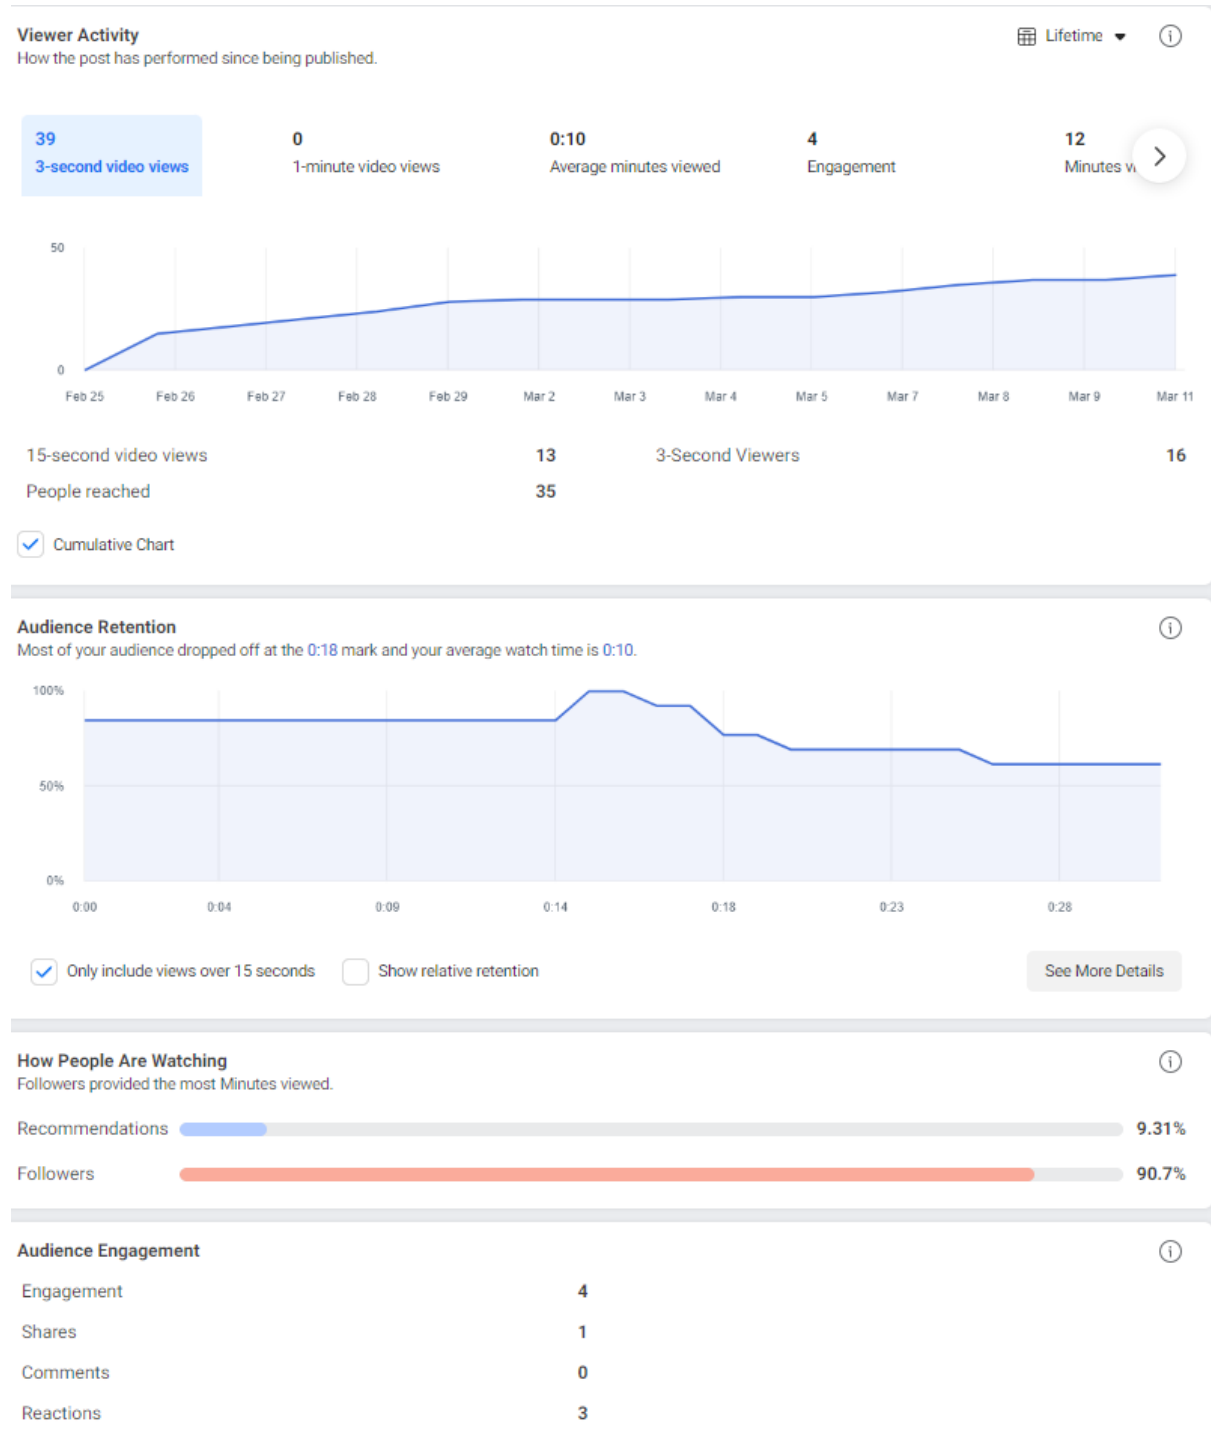 Viewer Activity
Lifetime
How the post has performed since being published.
39
0
0:10
4
12
3-second video views
1-minute video views
Average minutes viewed
Engagement
Minutes
50
0
Feb 25 Feb 26 Feb 27 Feb 28 Feb 29 Mar 2 Mar 3 Mar 4 Mar 5 Mar 7 Mar 8 Mar 9 Mar 11
15-second video views 13 3-Second Viewers 16
People reached 35
Cumulative Chart
Audience Retention
Most of your audience dropped off at the 0:18 mark and your average watch time is 0:10.
100%
50%
0%
0:00 0:04 0:09 0:14 0:18 0:23 0:28
Only include views over 15 seconds Show relative retention See More Details
How People Are Watching
Followers provided the most Minutes viewed.
Recommendations 9.31%
Followers 90.7%
Audience Engagement
Engagement 4
Shares 1
Comments 0
Reactions 3